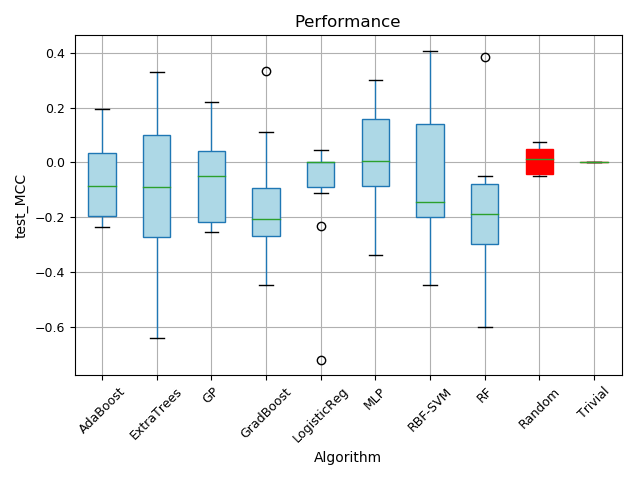 Performance
test_MCC
0.4
0.2
0.0
−0.2
−0.4
−0.6
AdaBoost
ExtraTrees
GP
GradBoost
LogisticReg
MLP
RBF-SVM
RF
Random
Trivial
Algorithm